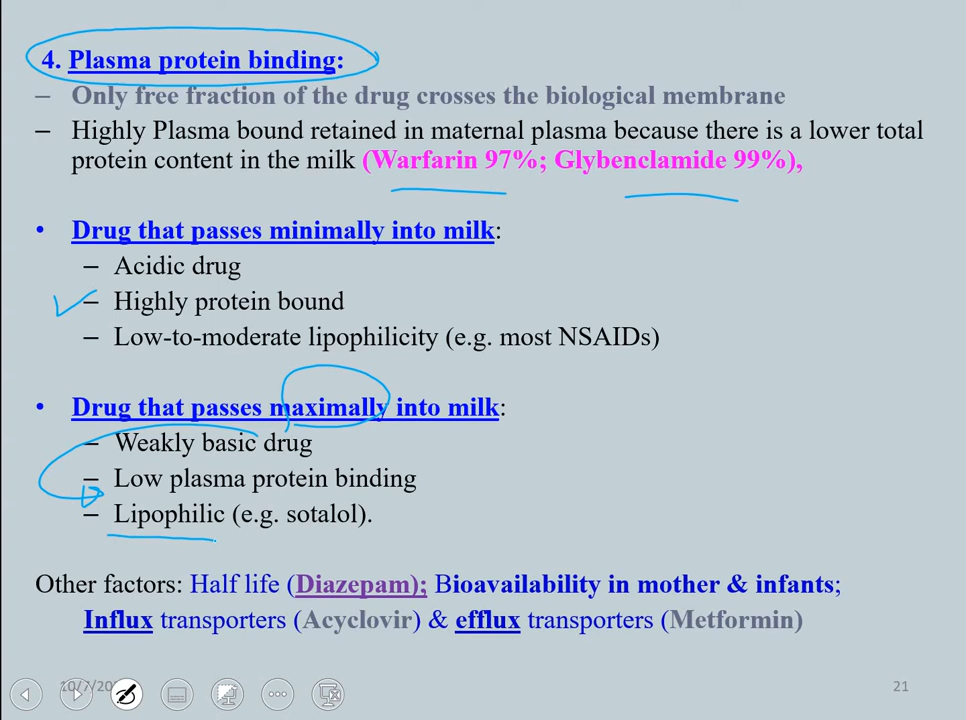 4. Plasma protein binding:
– Only free fraction of the drug crosses the biological membrane
– Highly Plasma bound retained in maternal plasma because there is a lower total
protein content in the milk (Warfarin 97%; Glybenclamide 99%),
• Drug that passes minimally into milk:
– Acidic drug
– Highly protein bound
– Low-to-moderate lipophilicity (e.g. most NSAIDs)
• Drug that passes maximally into milk:
– Weakly basic drug
– Low plasma protein binding
– Lipophilic (e.g. sotalol).
Other factors: Half life (Diazepam); Bioavailability in mother & infants;
Influx transporters (Acyclovir) & efflux transporters (Metformin)
21